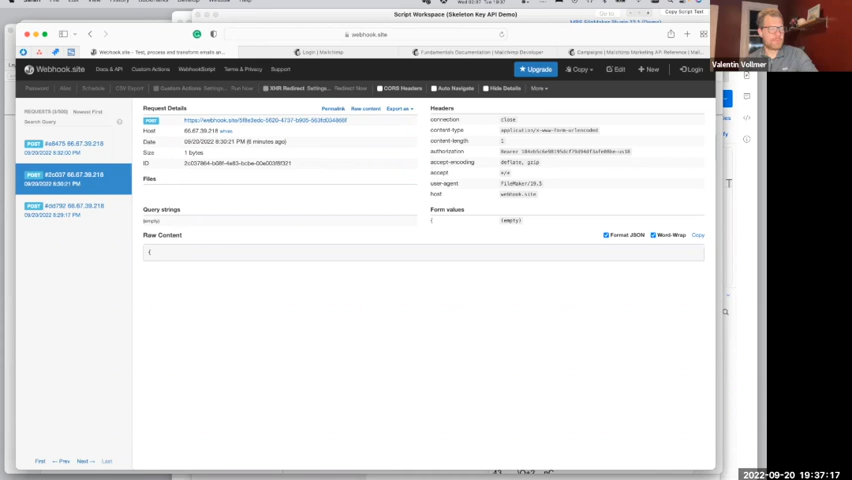 Script Workspace (Skeleton Key API Demo)
Copy Script Text
Webhook.site - Test, process and transform emails an...
Login | Mailchimp
Fundamentals Documentation | Mailchimp Developer
Campaigns | Mailchimp Marketing API Reference | Mail...
webhook.site
Valentin Vollmer
Webhook.site Docs & API Custom Actions WebhookScript Terms & Privacy Support
Upgrade Copy Edit New Login
Password Alias Schedule CSV Export Custom Actions Settings... Run Now XHR Redirect Settings... Redirect Now CORS Headers Auto Navigate Hide Details More
REQUESTS (3/500) Newest First
Search Query
POST #e8475 66.67.39.218
09/20/2022 8:32:00 PM
POST #2c037 66.67.39.218
09/20/2022 8:30:21 PM
POST #dd792 66.67.39.218
09/20/2022 8:29:17 PM
Request Details Permalink Raw content Export as
POST
Host 66.67.39.218 whois
Date 09/20/2022 8:30:21 PM (6 minutes ago)
Size 1 bytes
ID
Files
Query strings
(empty)
Headers
connection close
content-type application/x-www-form-urlencoded
content-length 1
authorization
accept-encoding deflate, gzip
accept */*
user-agent FileMaker/19.5
host webhook.site
Form values
{ (empty)
Raw Content
Format JSON Word-Wrap Copy
{
First ← Prev Next → Last
2022-09-20 19:37:17